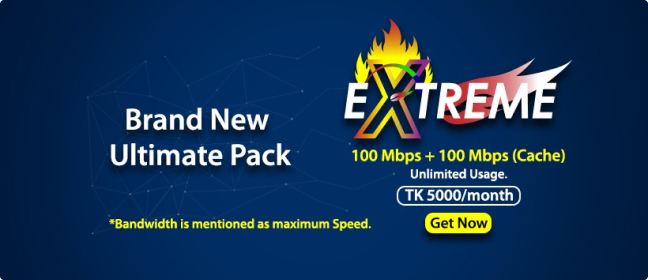 Brand New
Ultimate Pack
*Bandwidth is mentioned as maximum Speed.
EXTREME
100 Mbps + 100 Mbps (Cache)
Unlimited Usage.
TK 5000/month
Get Now